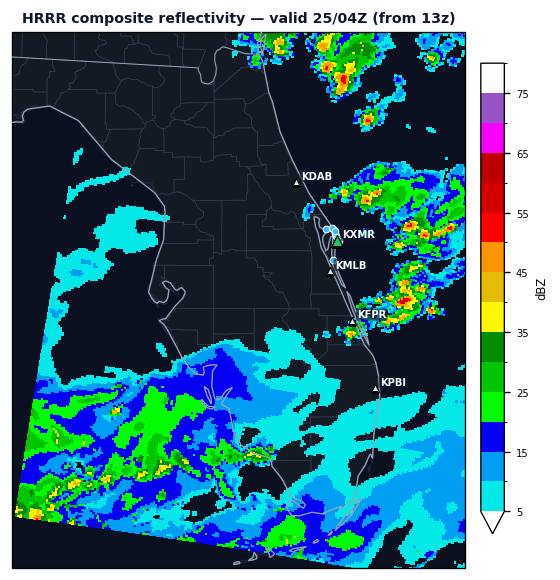 HRRR composite reflectivity — valid 25/04Z (from 13z)
KDAB
KXMR
KMLB
KFPR
KPBI
75
65
55
45
35
25
15
5
dBZ